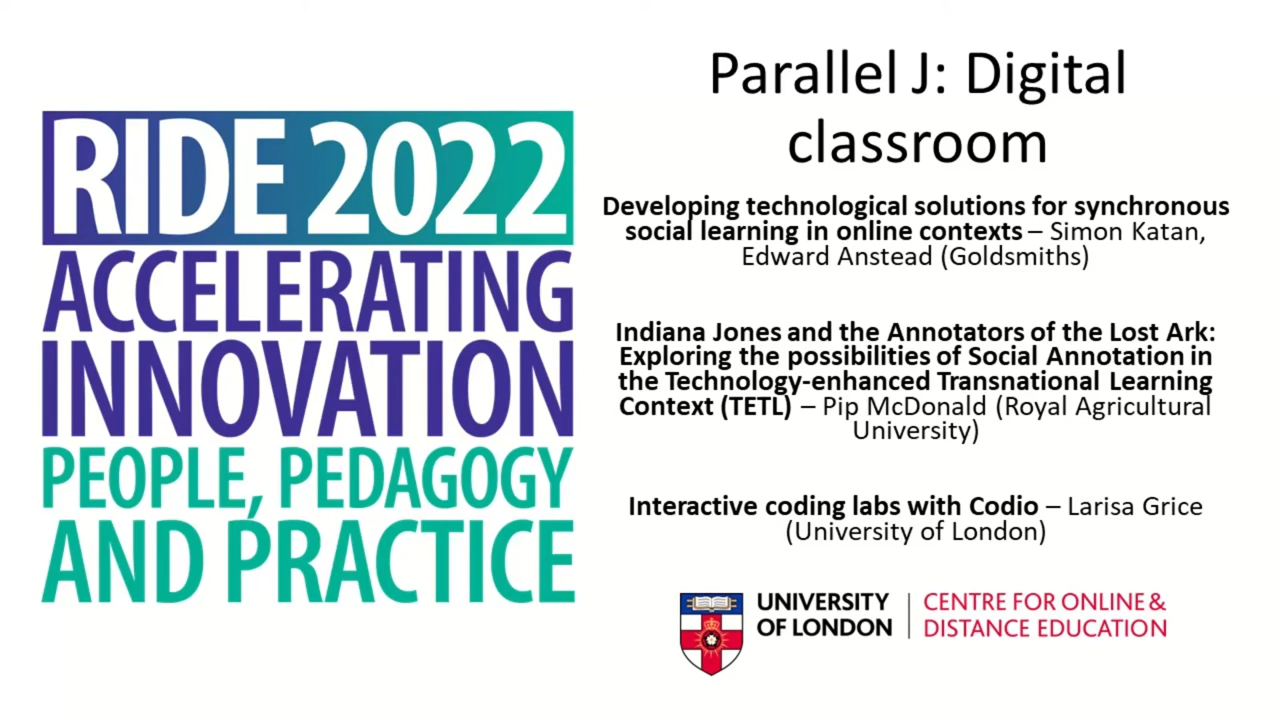 RIDE 2022
ACCELERATING
INNOVATION
PEOPLE, PEDAGOGY
AND PRACTICE
Parallel J: Digital
classroom
Developing technological solutions for synchronous
social learning in online contexts – Simon Katan,
Edward Anstead (Goldsmiths)
Indiana Jones and the Annotators of the Lost Ark:
Exploring the possibilities of Social Annotation in
the Technology-enhanced Transnational Learning
Context (TETL) – Pip McDonald (Royal Agricultural
University)
Interactive coding labs with Codio – Larisa Grice
(University of London)
UNIVERSITY
OF LONDON
CENTRE FOR ONLINE &
DISTANCE EDUCATION